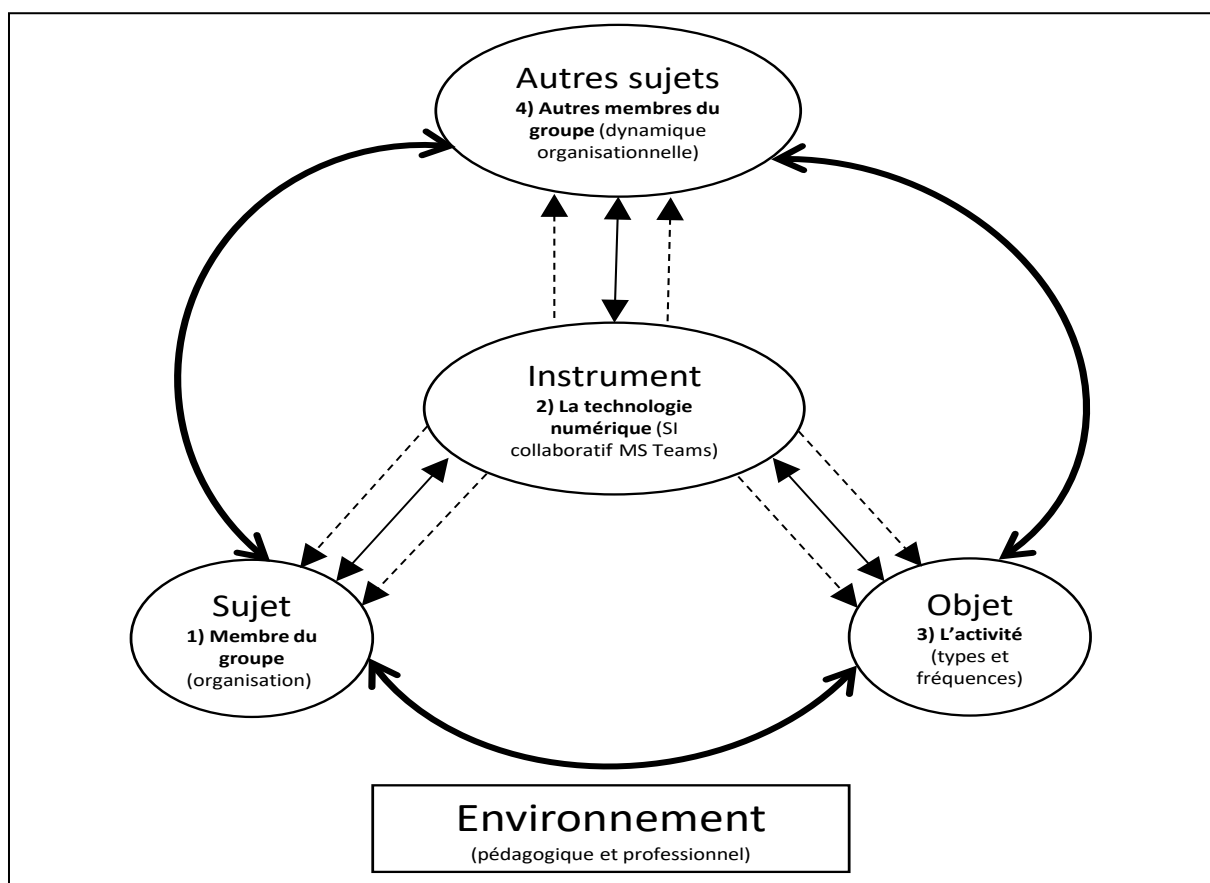 Autres sujets
4) Autres membres du
groupe (dynamique
organisationnelle)
Instrument
2) La technologie
numérique (SI
collaboratif MS Teams)
Sujet
1) Membre du
groupe
(organisation)
Objet
3) L’activité
(types et
fréquences)
Environnement
(pédagogique et professionnel)